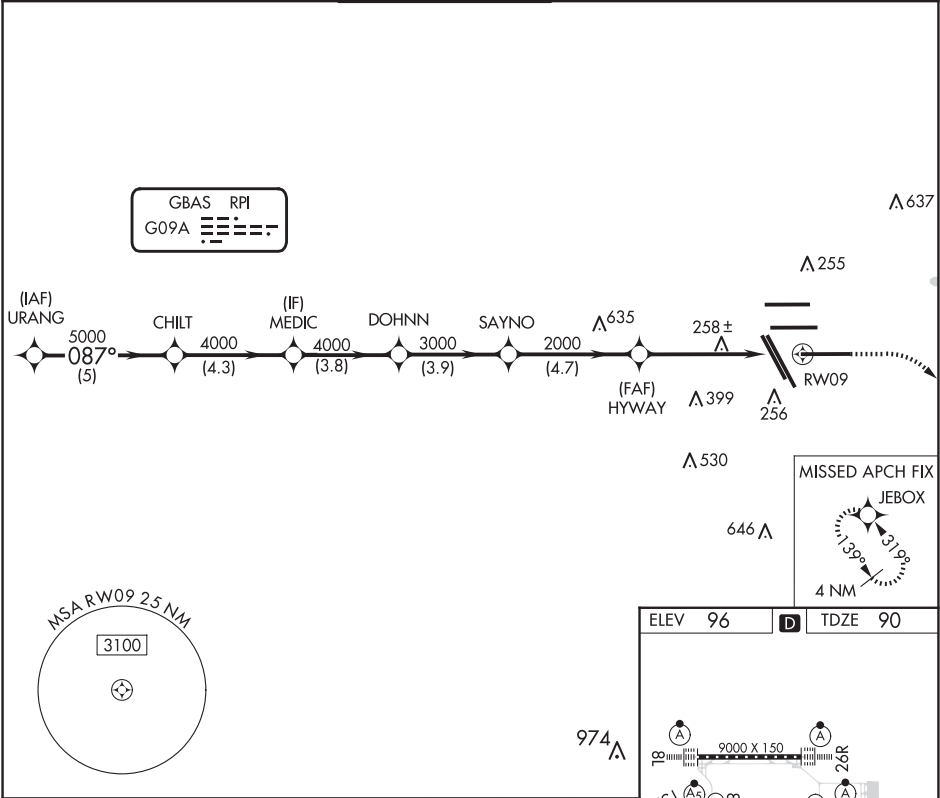 GBAS RPI
G09A
637
255
(IAF)
URANG
5000
087°
(5)
CHILT
4000
(4.3)
(IF)
MEDIC
4000
(3.8)
DOHNN
3000
(3.9)
SAYNO
2000
(4.7)
635
(FAF)
HYWAY
258 ±
399
256
RW09
530
646
MISSED APCH FIX
JEBOX
139°
319°
4 NM
MSA RW09 25 NM
3100
974
ELEV 96
D
TDZE 90
A
A
8L
9000 X 150
26R
A5
A